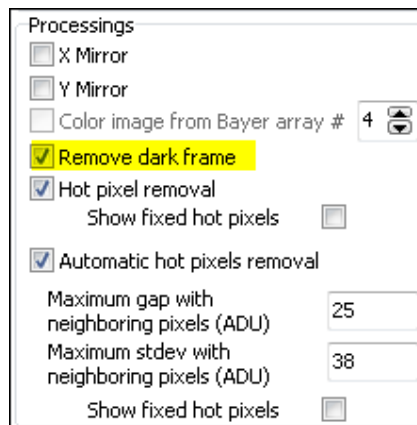 Processings
X Mirror
Y Mirror
Color image from Bayer array # 4
Remove dark frame
Hot pixel removal
Show fixed hot pixels
Automatic hot pixels removal
Maximum gap with
neighboring pixels (ADU) 25
Maximum stdev with
neighboring pixels (ADU) 38
Show fixed hot pixels